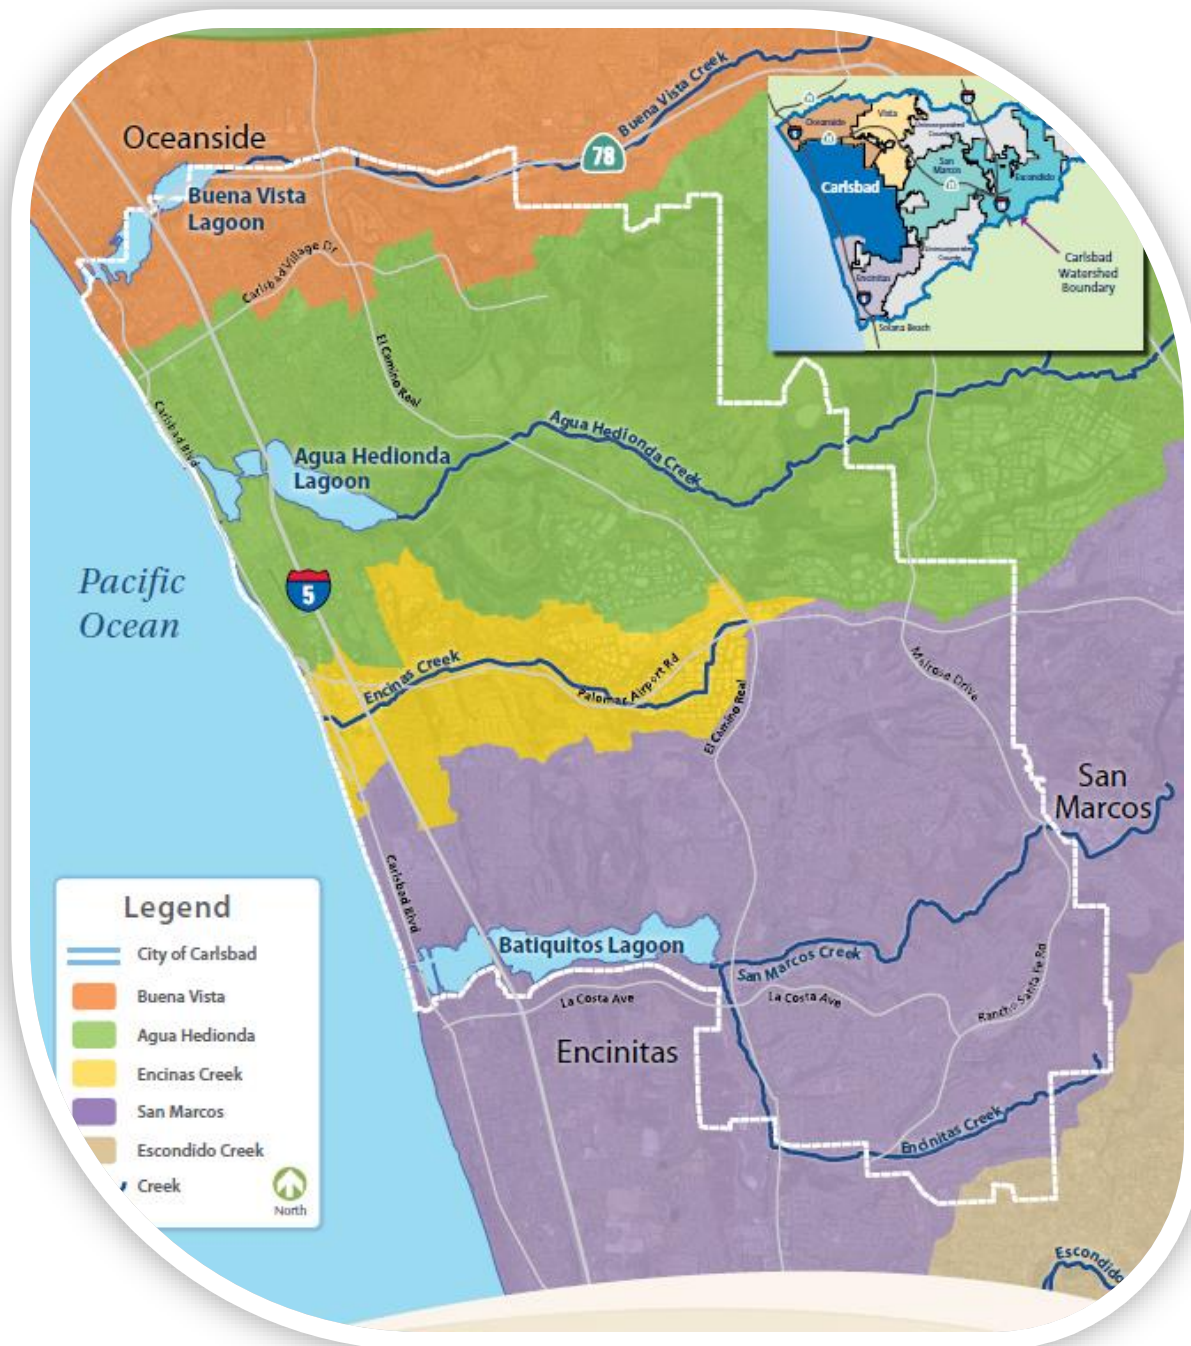 Oceanside
Buena Vista Creek
78
Buena Vista
Lagoon
Carlsbad Village Dr
El Camino Real
Carlsbad Blvd
Agua Hedionda
Lagoon
Agua Hedionda Creek
Oceanside
Vista
Unincorporated
County
San
Marcos
Escondido
Carlsbad
Unincorporated
County
Encinitas
Solana Beach
Carlsbad
Watershed
Boundary
Pacific
Ocean
5
Encinas Creek
Palomar Airport Rd
El Camino Real
Melrose Drive
San
Marcos
Carlsbad Blvd
Batiquitos Lagoon
San Marcos Creek
La Costa Ave
La Costa Ave
Rancho Santa Fe Rd
Encinitas
Encinitas Creek
Escondido
Legend
City of Carlsbad
Buena Vista
Agua Hedionda
Encinas Creek
San Marcos
Escondido Creek
Creek
North